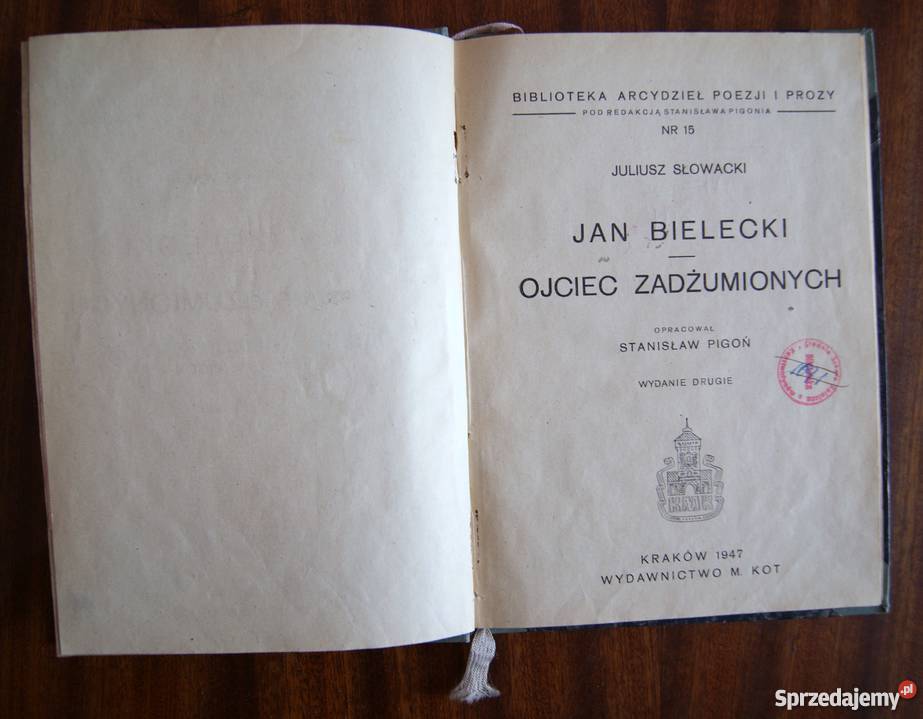 BIBLIOTEKA ARCYDZIEŁ POEZJI I PROZY
POD REDAKCJĄ STANISŁAWA PIGONIA
NR 15
JULIUSZ SŁOWACKI
JAN BIELECKI
OJCIEC ZADŻUMIONYCH
OPRACOWAŁ
STANISŁAW PIGOŃ
WYDANIE DRUGIE
KRAKÓW 1947
WYDAWNICTWO M. KOT
Sprzedajemy.pl